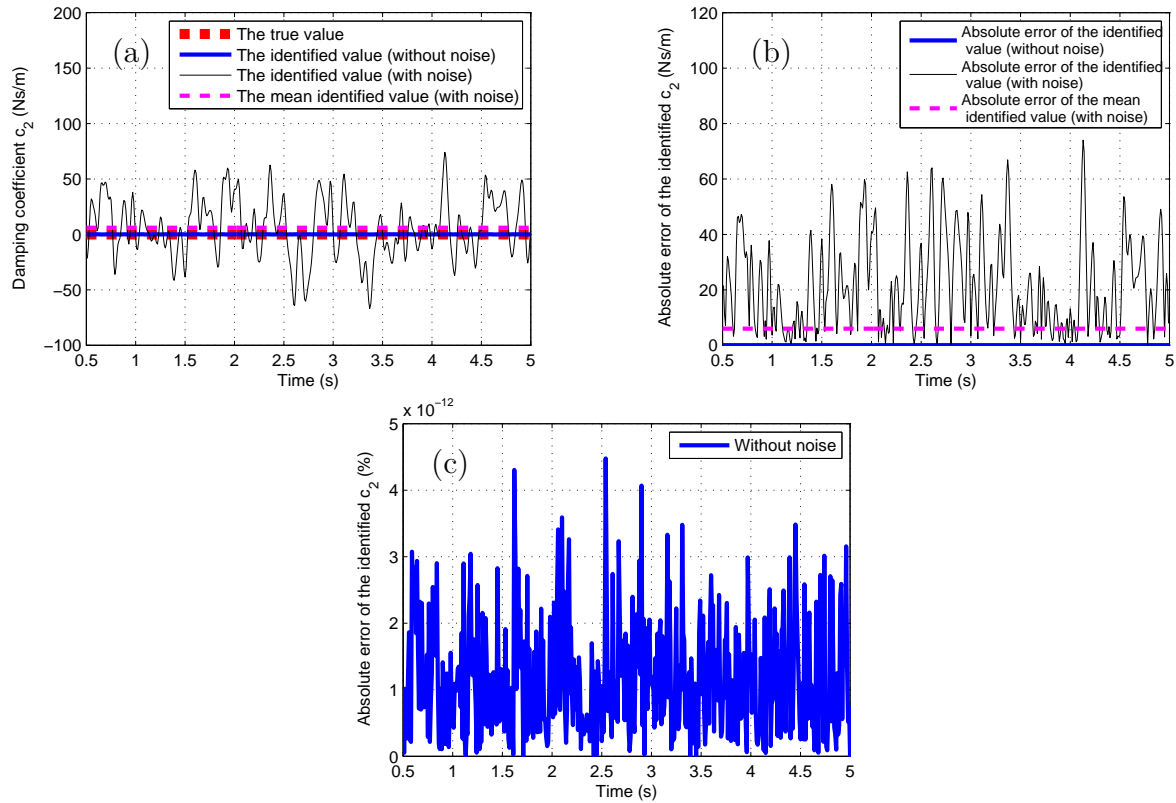 (a)
The true value
The identified value (without noise)
The identified value (with noise)
The mean identified value (with noise)
Damping coefficient c2 (Ns/m)
200
150
100
50
0
−50
−100
0.5 1 1.5 2 2.5 3 3.5 4 4.5 5
Time (s)
(b)
Absolute error of the identified
value (without noise)
Absolute error of the identified
value (with noise)
Absolute error of the mean
identified value (with noise)
Absolute error of the identified c2 (Ns/m)
120
100
80
60
40
20
0
0.5 1 1.5 2 2.5 3 3.5 4 4.5 5
Time (s)
x 10−12
(c)
Without noise
Absolute error of the identified c2 (%)
5
4
3
2
1
0
0.5 1 1.5 2 2.5 3 3.5 4 4.5 5
Time (s)